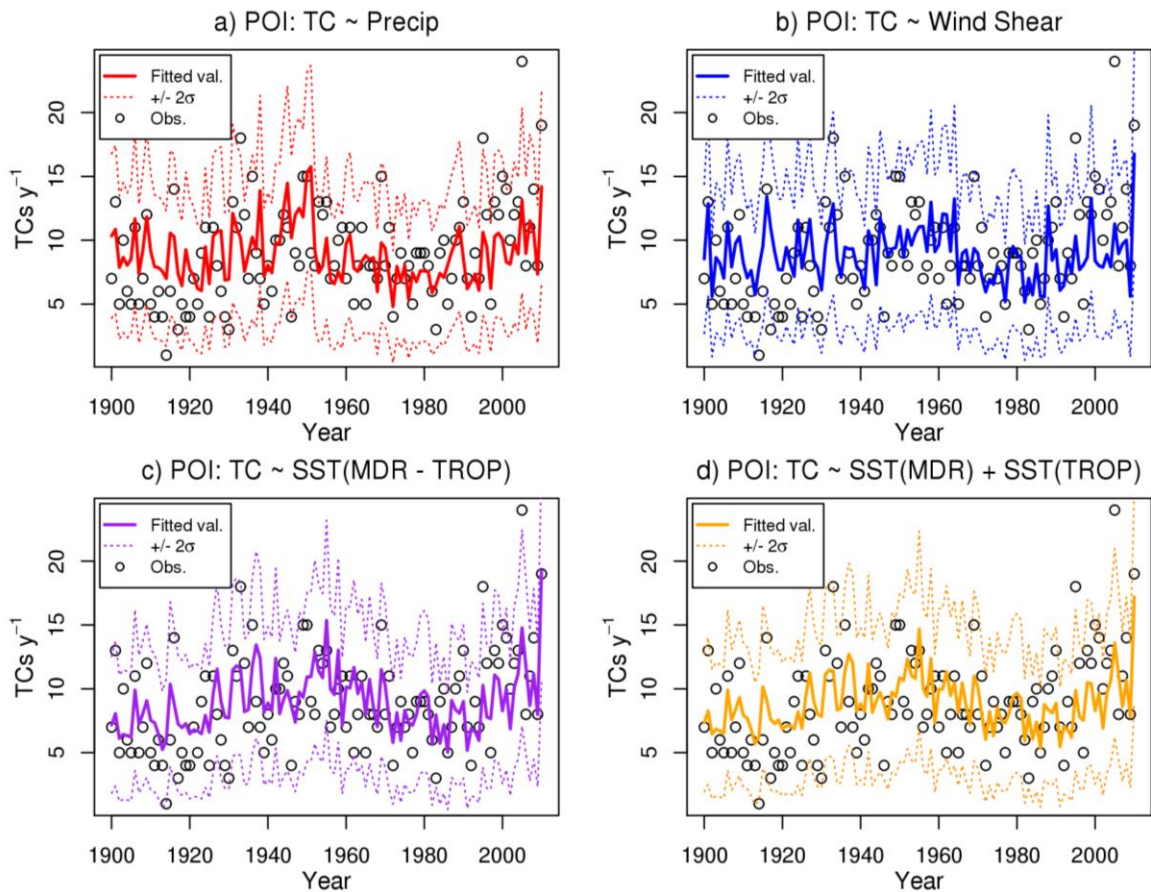 a) POI: TC ~ Precip
Fitted val.
+/- 2σ
Obs.
TCs y⁻¹
20
15
10
5
1900 1920 1940 1960 1980 2000
Year
b) POI: TC ~ Wind Shear
Fitted val.
+/- 2σ
Obs.
TCs y⁻¹
20
15
10
5
1900 1920 1940 1960 1980 2000
Year
c) POI: TC ~ SST(MDR - TROP)
Fitted val.
+/- 2σ
Obs.
TCs y⁻¹
20
15
10
5
1900 1920 1940 1960 1980 2000
Year
d) POI: TC ~ SST(MDR) + SST(TROP)
Fitted val.
+/- 2σ
Obs.
TCs y⁻¹
20
15
10
5
1900 1920 1940 1960 1980 2000
Year